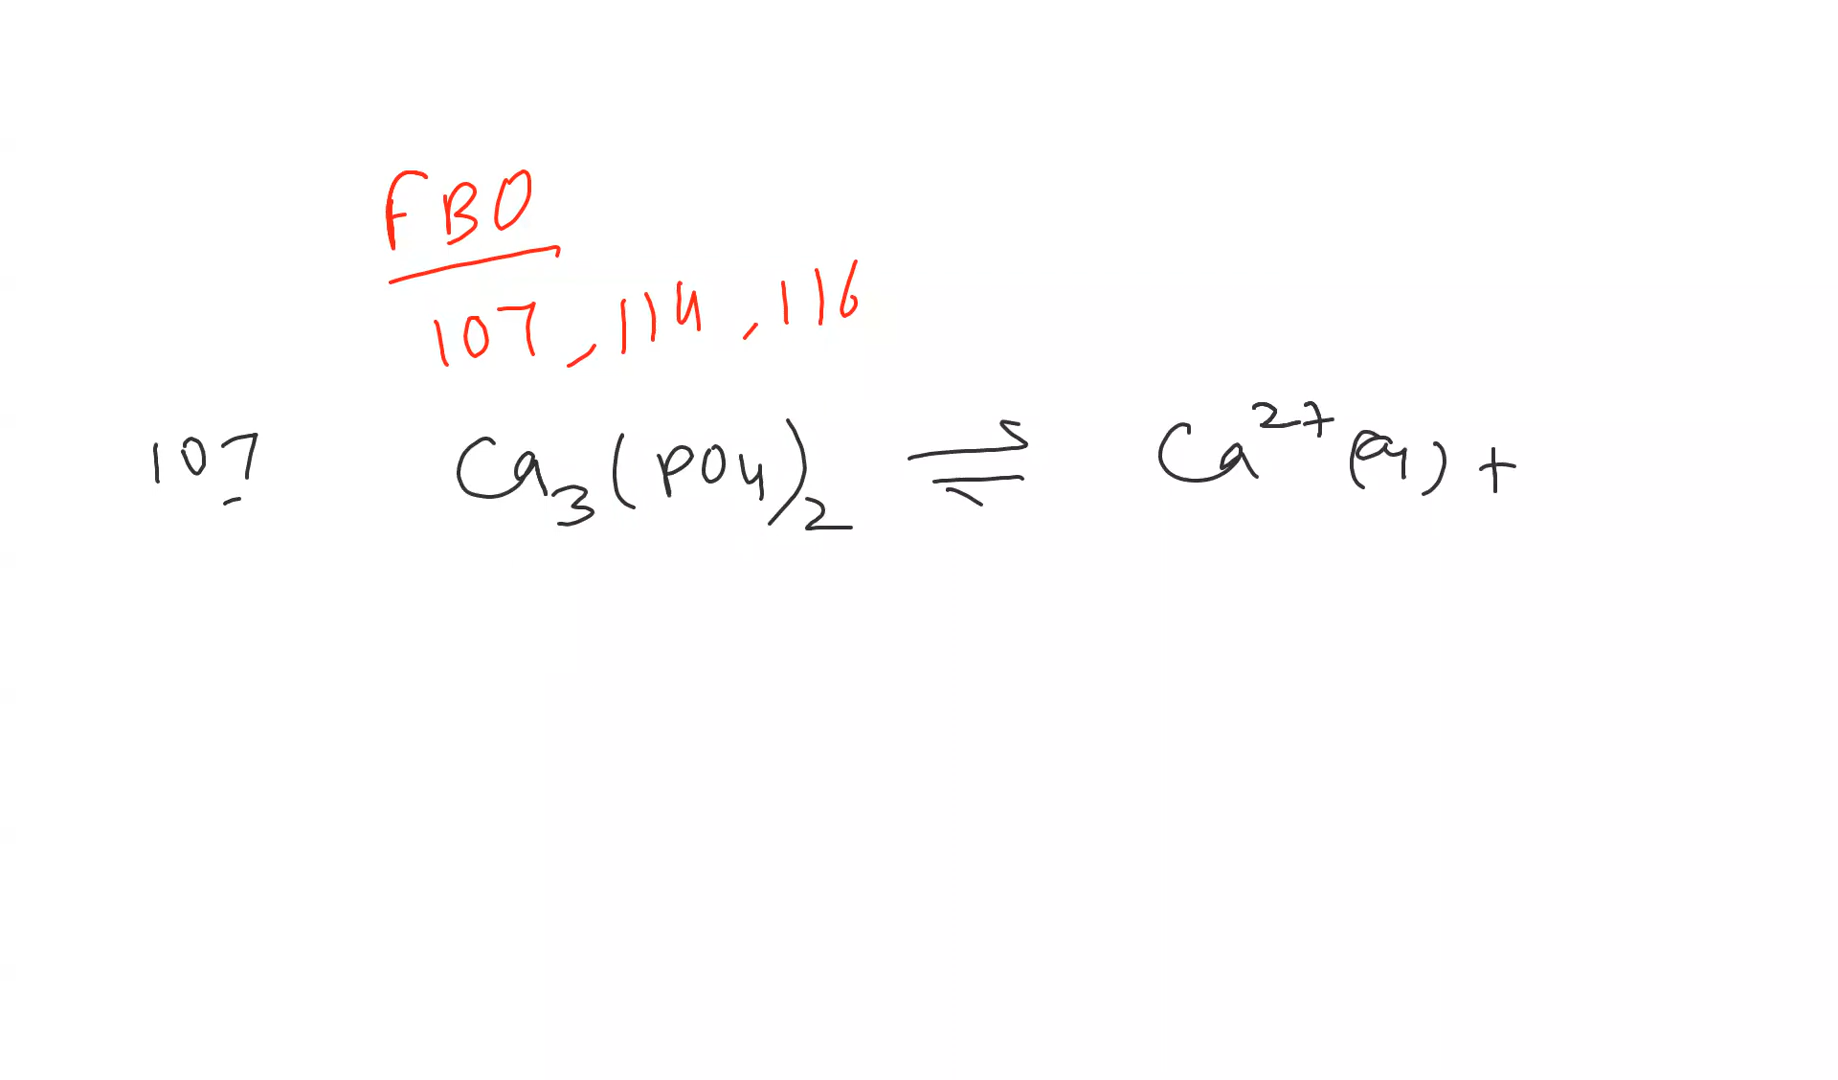 FBO
107, 114, 116
107 Ca₃(PO₄)₂ ⇌ Ca²⁺(aq) +